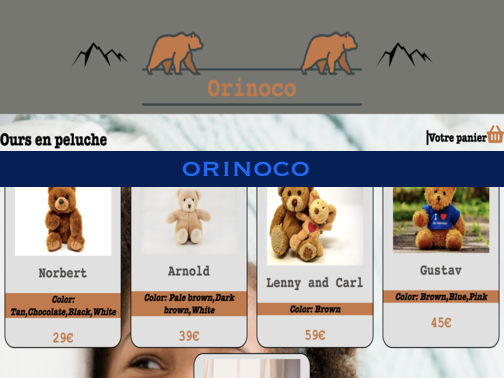 Orinoco
Ours en peluche
Votre panier
ORINOCO
Norbert
Color:
Tan,Chocolate,Black,White
29€
Arnold
Color: Pale brown,Dark
brown,White
39€
Lenny and Carl
Color: Brown
59€
Gustav
Color: Brown,Blue,Pink
45€